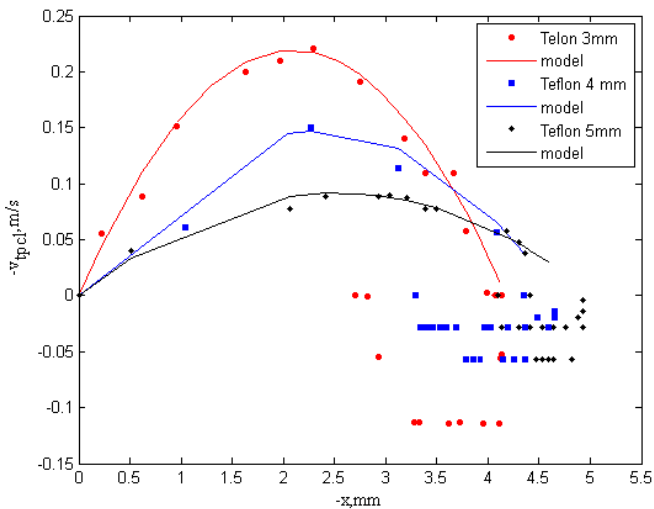 0.25
0.2
0.15
0.1
0.05
0
-0.05
-0.1
-0.15
-v_tpcl,m/s
Telon 3mm
model
Teflon 4 mm
model
Teflon 5mm
model
0 0.5 1 1.5 2 2.5 3 3.5 4 4.5 5 5.5
-x,mm